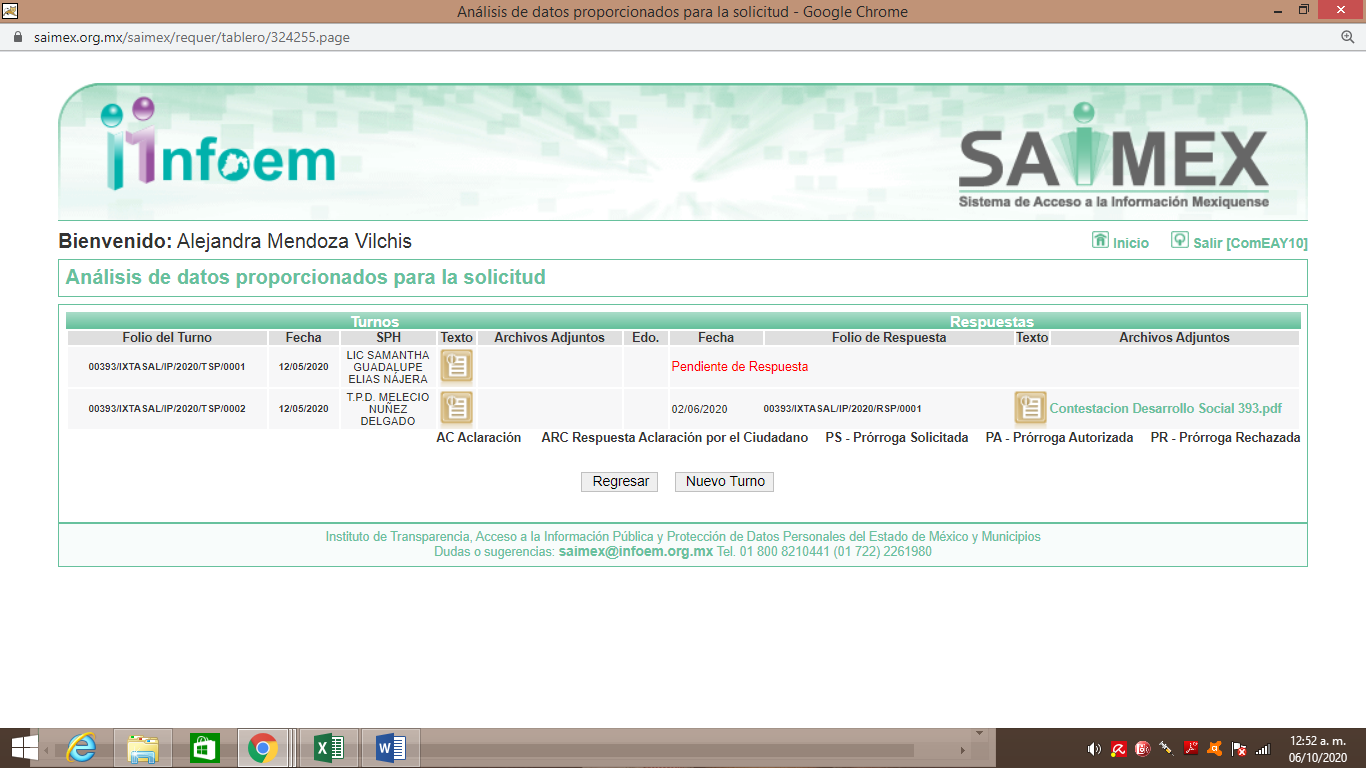 Análisis de datos proporcionados para la solicitud - Google Chrome
saimex.org.mx/saimex/requer/tablero/324255.page
infoem
SAIMEX
Sistema de Acceso a la Información Mexiquense
Bienvenido: Alejandra Mendoza Vilchis
Inicio Salir [ComEAY10]
Análisis de datos proporcionados para la solicitud
Turnos Respuestas
Folio del Turno Fecha SPH Texto Archivos Adjuntos Edo. Fecha Folio de Respuesta Texto Archivos Adjuntos
00393/IXTASAL/IP/2020/TSP/0001 12/05/2020 LIC SAMANTHA GUADALUPE ELIAS NÁJERA Pendiente de Respuesta
00393/IXTASAL/IP/2020/TSP/0002 12/05/2020 T.P.D. MELECIO NUÑEZ DELGADO 02/06/2020 00393/IXTASAL/IP/2020/RSP/0001 Contestacion Desarrollo Social 393.pdf
AC Aclaración ARC Respuesta Aclaración por el Ciudadano PS - Prórroga Solicitada PA - Prórroga Autorizada PR - Prórroga Rechazada
Regresar Nuevo Turno
Instituto de Transparencia, Acceso a la Información Pública y Protección de Datos Personales del Estado de México y Municipios
Dudas o sugerencias: saimex@infoem.org.mx Tel. 01 800 8210441 (01 722) 2261980
12:52 a. m.
06/10/2020